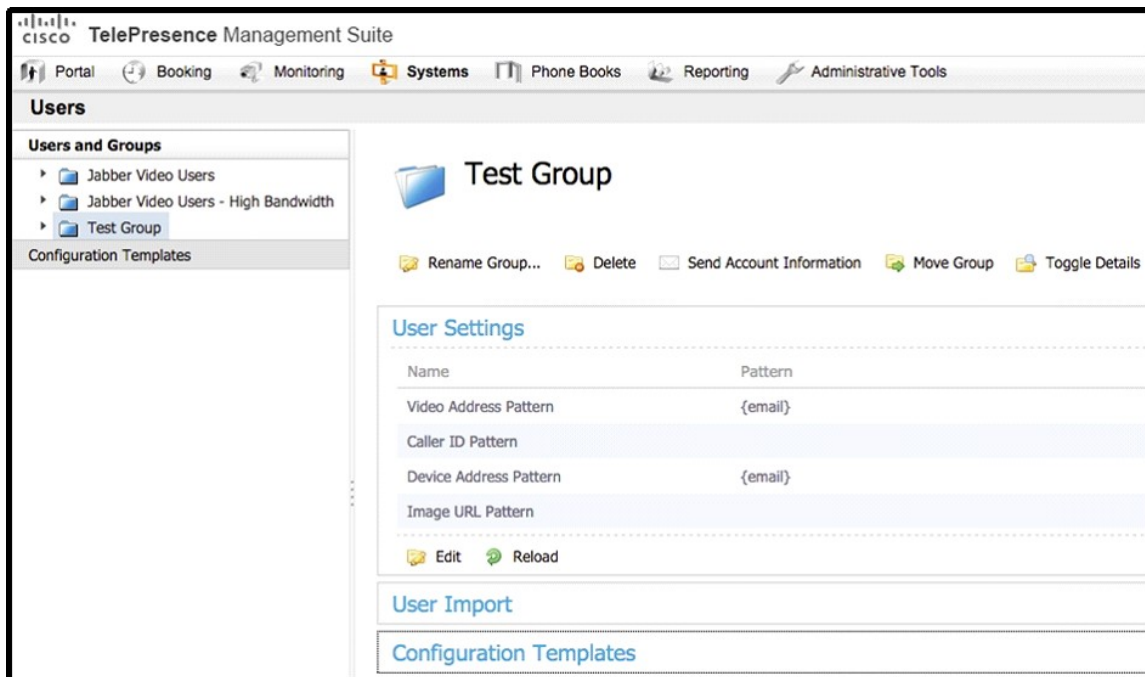 CISCO TelePresence Management Suite
Portal Booking Monitoring Systems Phone Books Reporting Administrative Tools
Users
Users and Groups
Jabber Video Users
Jabber Video Users - High Bandwidth
Test Group
Configuration Templates
Test Group
Rename Group... Delete Send Account Information Move Group Toggle Details
User Settings
Name Pattern
Video Address Pattern {email}
Caller ID Pattern
Device Address Pattern {email}
Image URL Pattern
Edit Reload
User Import
Configuration Templates